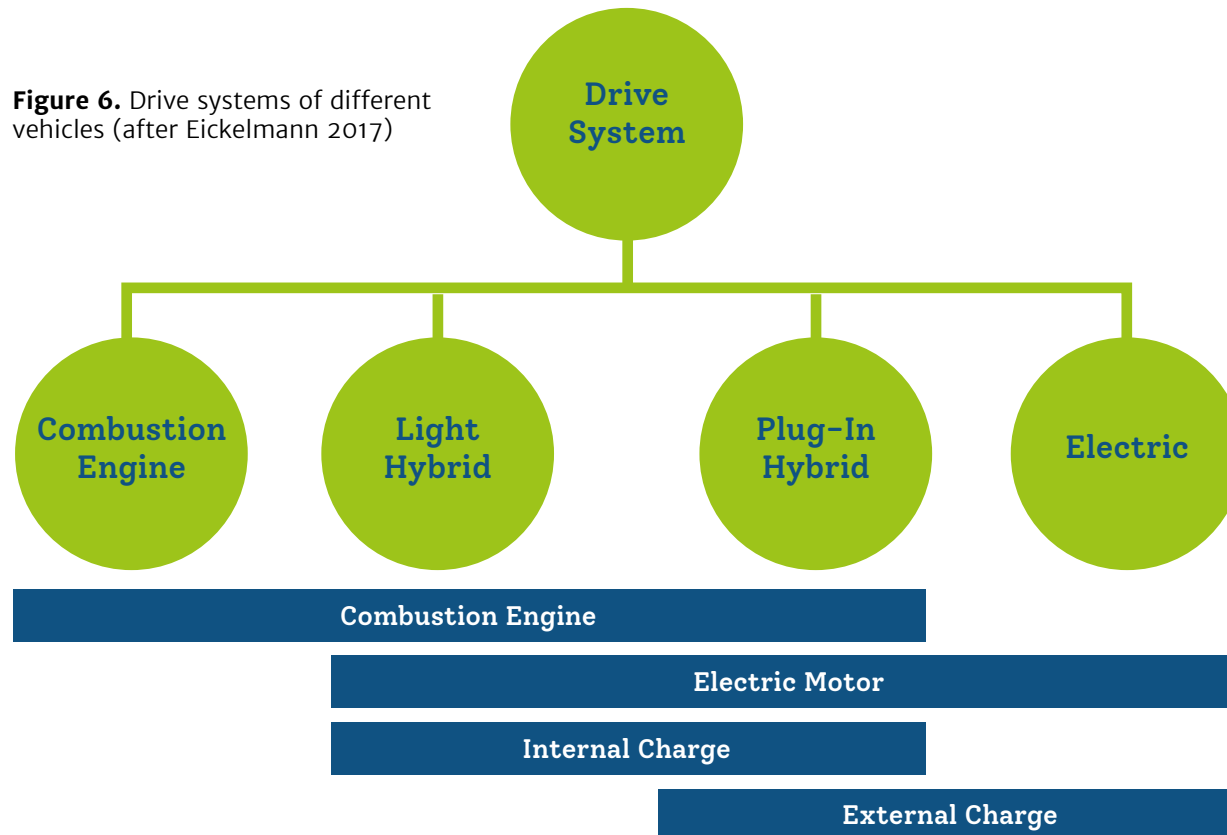 Figure 6. Drive systems of different
vehicles (after Eickelmann 2017)
Drive
System
Combustion
Engine
Light
Hybrid
Plug-In
Hybrid
Electric
Combustion Engine
Electric Motor
Internal Charge
External Charge